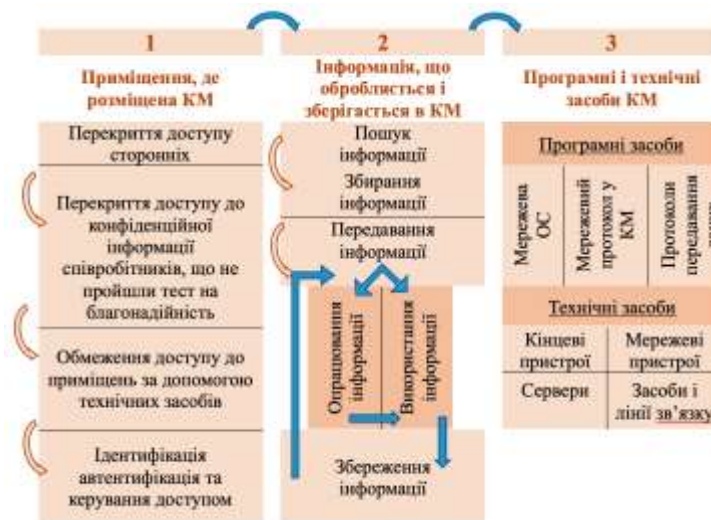 1
Приміщення, де
розміщена КМ
Перекриття доступу
сторонніх
Перекриття доступу до
конфіденційної
інформації
співробітників, що не
пройшли тест на
благонадійність
Обмеження доступу до
приміщень за допомогою
технічних засобів
Ідентифікація
автентифікація та
керування доступом
2
Інформація, що
обробляється і
зберігається в КМ
Пошук
інформації
Збирання
інформації
Передавання
інформації
Опрацювання
інформації
Використання
інформації
Збереження
інформації
3
Програмні і технічні
засоби КМ
Програмні засоби
Мережева
ОС
Мережевий
протокол у
КМ
Протоколи
передавання
Технічні засоби
Кінцеві
пристрої
Мережеві
пристрої
Сервери
Засоби і
лінії зв’язку